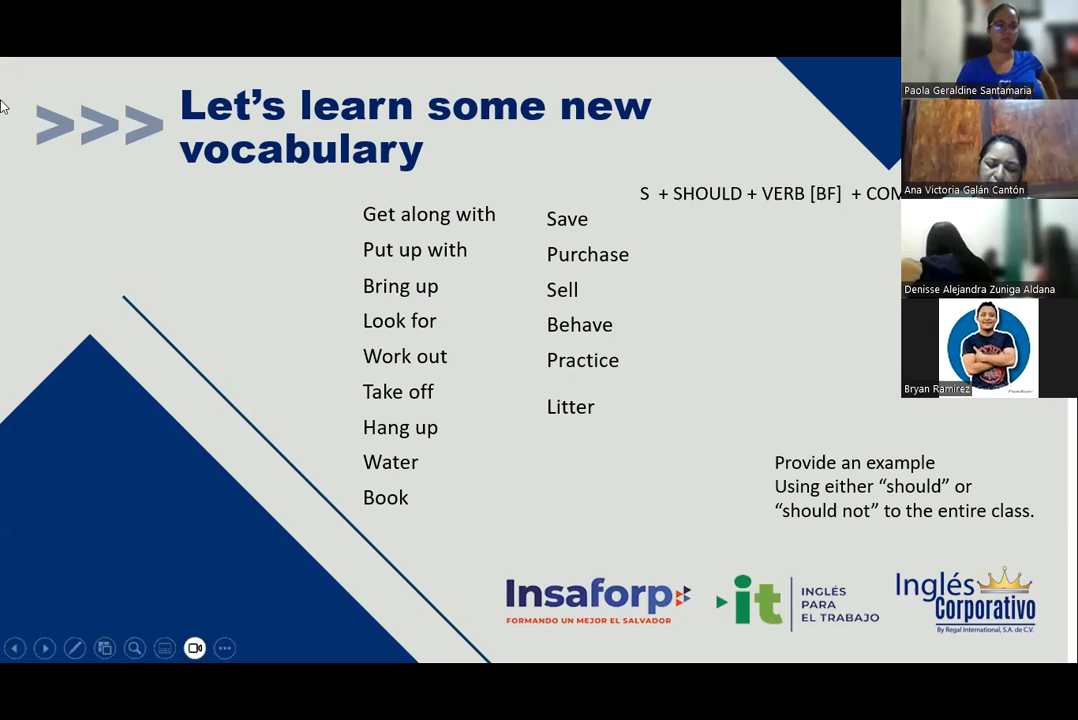 >>> Let's learn some new
vocabulary
S + SHOULD + VERB [BF] + COM
Get along with
Put up with
Bring up
Look for
Work out
Take off
Hang up
Water
Book
Save
Purchase
Sell
Behave
Practice
Litter
Provide an example
Using either “should” or
“should not” to the entire class.
Insaforp
FORMANDO UN MEJOR EL SALVADOR
it
INGLÉS
PARA
EL TRABAJO
Inglés
Corporativo
By Regal International, S.A. de C.V.
Paola Geraldine Santamaria
Ana Victoria Galán Cantón
Denisse Alejandra Zuniga Aldana
Bryan Ramirez